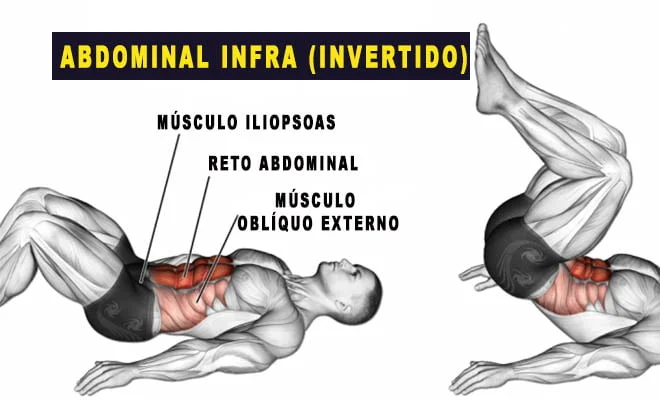 ABDOMINAL INFRA (INVERTIDO)
MÚSCULO ILIOPSOAS
RETO ABDOMINAL
MÚSCULO
OBLÍQUO EXTERNO